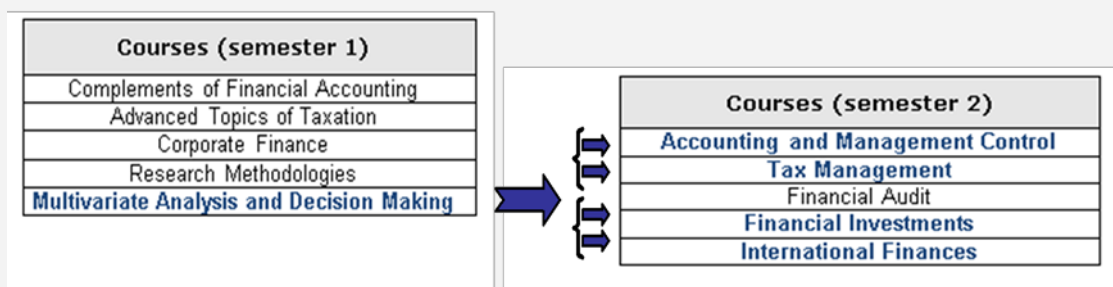 Courses (semester 1)
Complements of Financial Accounting
Advanced Topics of Taxation
Corporate Finance
Research Methodologies
Multivariate Analysis and Decision Making
Courses (semester 2)
Accounting and Management Control
Tax Management
Financial Audit
Financial Investments
International Finances